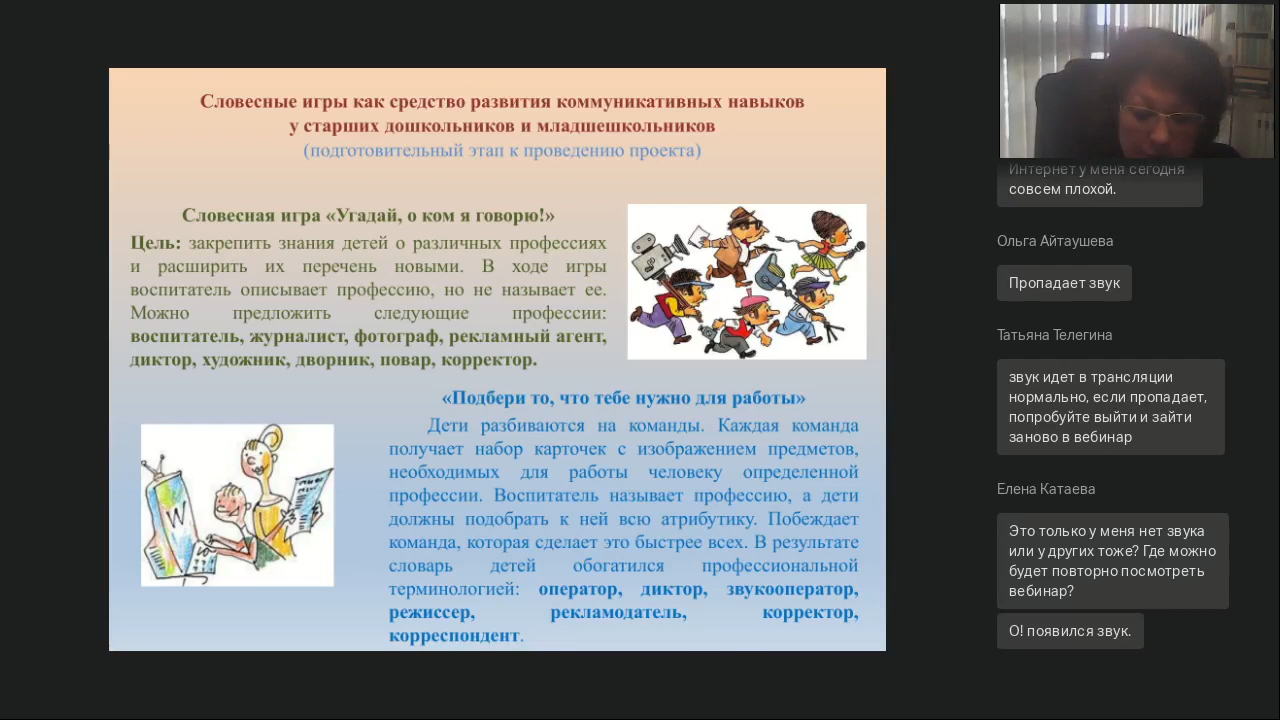 Словесные игры как средство развития коммуникативных навыков
у старших дошкольников и младшешкольников
(подготовительный этап к проведению проекта)
Словесная игра «Угадай, о ком я говорю!»
Цель: закрепить знания детей о различных профессиях
и расширить их перечень новыми. В ходе игры
воспитатель описывает профессию, но не называет ее.
Можно предложить следующие профессии:
воспитатель, журналист, фотограф, рекламный агент,
диктор, художник, дворник, повар, корректор.
«Подбери то, что тебе нужно для работы»
Дети разбиваются на команды. Каждая команда
получает набор карточек с изображением предметов,
необходимых для работы человеку определенной
профессии. Воспитатель называет профессию, а дети
должны подобрать к ней всю атрибутику. Побеждает
команда, которая сделает это быстрее всех. В результате
словарь детей обогатился профессиональной
терминологией: оператор, диктор, звукооператор,
режиссер, рекламодатель, корректор,
корреспондент.
W
Интернет у меня сегодня
совсем плохой.
Ольга Айтаушева
Пропадает звук
Татьяна Телегина
звук идет в трансляции
нормально, если пропадает,
попробуйте выйти и зайти
заново в вебинар
Елена Катаева
Это только у меня нет звука
или у других тоже? Где можно
будет повторно посмотреть
вебинар?
О! появился звук.